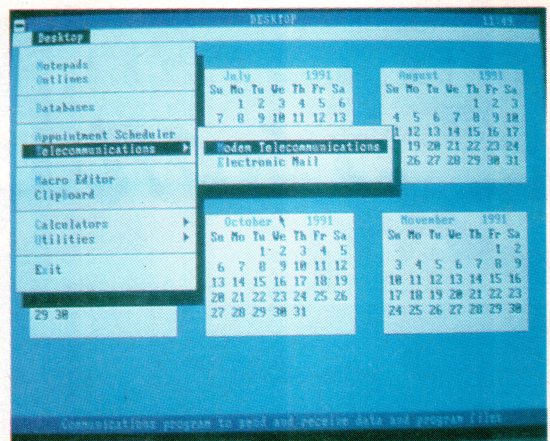 DESKTOP 11:49
Desktop
Notepads
Outlines
Databases
Appointment Scheduler
Telecommunications
Macro Editor
Clipboard
Calculators
Utilities
Exit
Modem Telecommunications
Electronic Mail
July 1991
Su Mo Tu We Th Fr Sa
1 2 3 4 5 6
7 8 9 10 11 12 13
August 1991
Su Mo Tu We Th Fr Sa
1 2 3
4 5 6 7 8 9 10
11 12 13 14 15 16 17
19 20 21 22 23 24
26 27 28 29 30 31
29 30
October 1991
Su Mo Tu We Th Fr Sa
1 2 3 4 5
6 7 8 9 10 11 12
13 14 15 16 17 18 19
20 21 22 23 24 25 26
27 28 29 30 31
November 1991
Su Mo Tu We Th Fr Sa
1 2
3 4 5 6 7 8 9
10 11 12 13 14 15 16
17 18 19 20 21 22 23
24 25 26 27 28 29 30
Communications program to send and receive data and program files